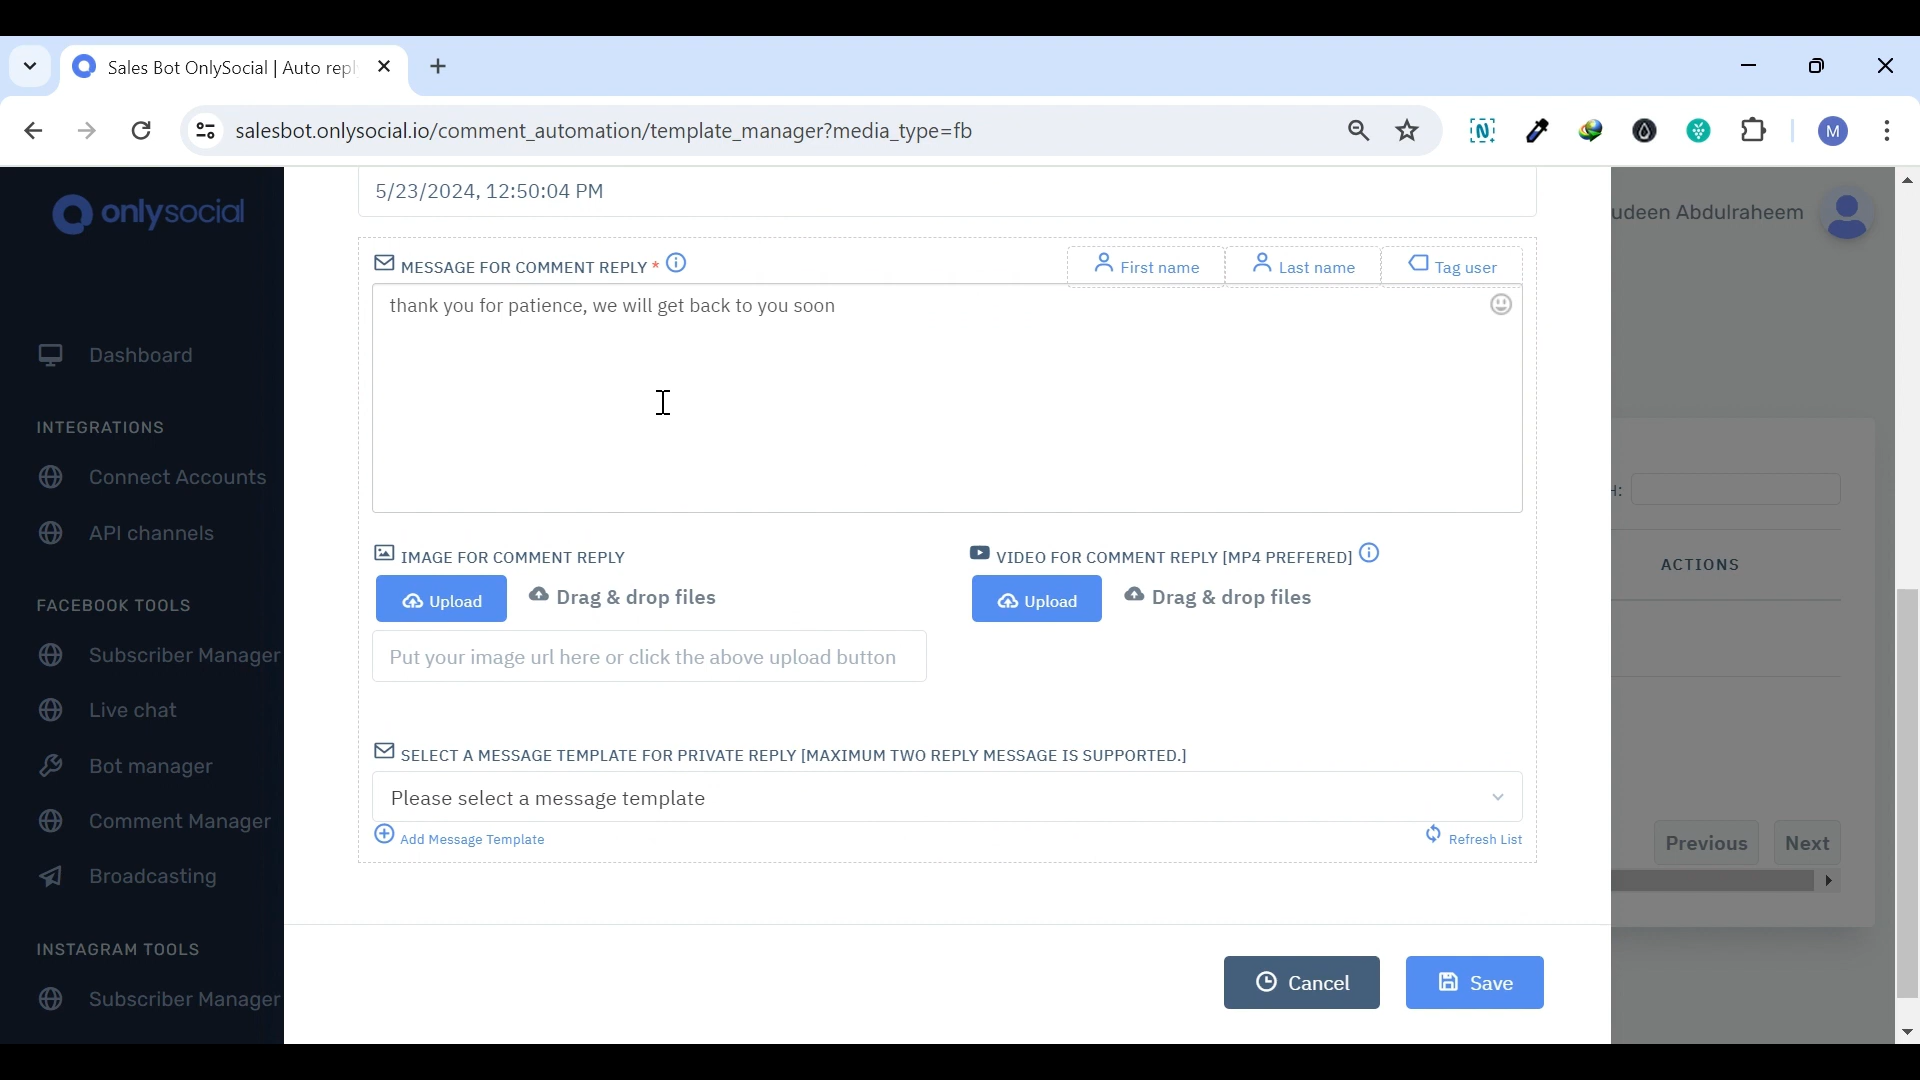 Sales Bot OnlySocial | Auto repl
salesbot.onlysocial.io/comment_automation/template_manager?media_type=fb
M
onlysocial
udeen Abdulraheem
5/23/2024, 12:50:04 PM
MESSAGE FOR COMMENT REPLY *
First name
Last name
Tag user
thank you for patience, we will get back to you soon
Dashboard
INTEGRATIONS
Connect Accounts
API channels
H:
ACTIONS
IMAGE FOR COMMENT REPLY
VIDEO FOR COMMENT REPLY [MP4 PREFERED]
Upload
Drag & drop files
Upload
Drag & drop files
Put your image url here or click the above upload button
FACEBOOK TOOLS
Subscriber Manager
Live chat
Bot manager
Comment Manager
Broadcasting
SELECT A MESSAGE TEMPLATE FOR PRIVATE REPLY [MAXIMUM TWO REPLY MESSAGE IS SUPPORTED.]
Please select a message template
Add Message Template
Refresh List
Previous
Next
INSTAGRAM TOOLS
Subscriber Manager
Cancel
Save